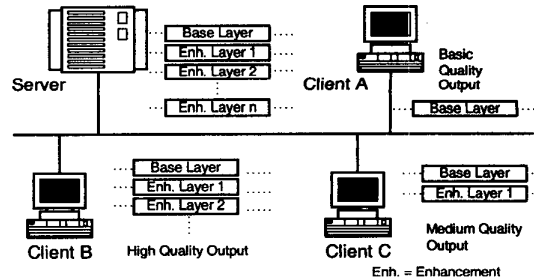 Server
Base Layer
Enh. Layer 1
Enh. Layer 2
Enh. Layer n
Client A
Basic
Quality
Output
Base Layer
Client B
Base Layer
Enh. Layer 1
Enh. Layer 2
High Quality Output
Client C
Base Layer
Enh. Layer 1
Medium Quality
Output
Enh. = Enhancement